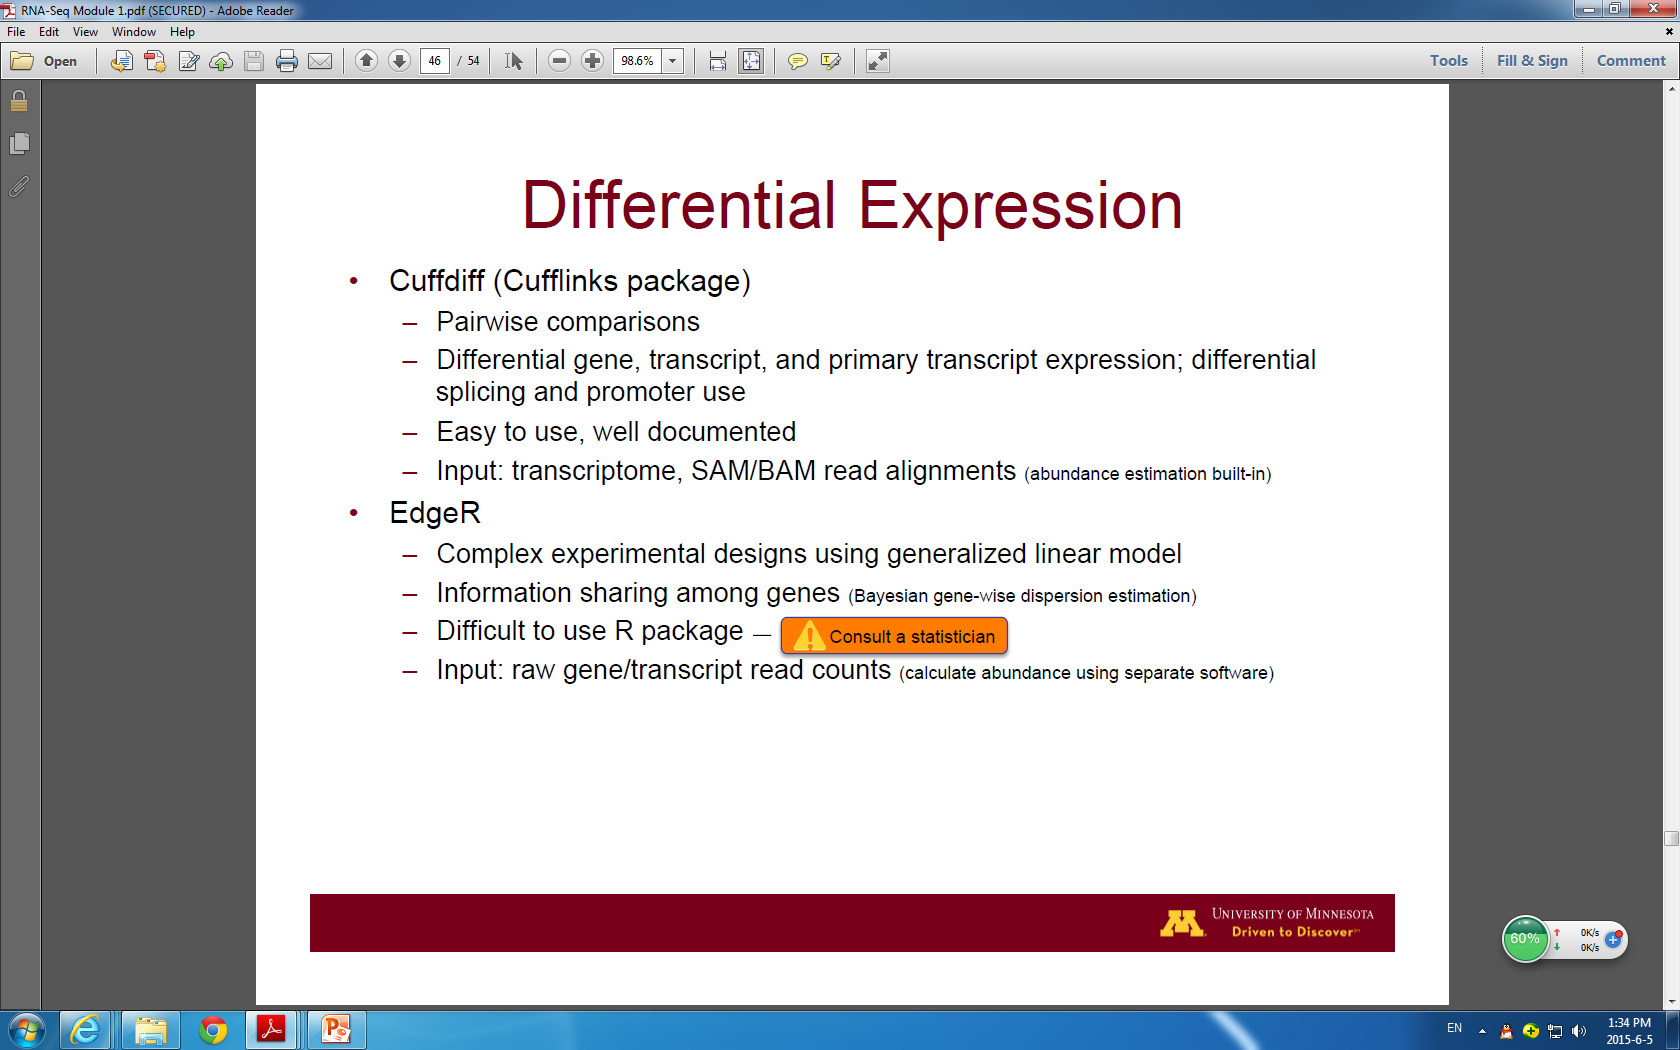 RNA-Seq Module 1.pdf (SECURED) - Adobe Reader
File Edit View Window Help
Open 46 / 54 98.6% Tools Fill & Sign Comment
Differential Expression
• Cuffdiff (Cufflinks package)
– Pairwise comparisons
– Differential gene, transcript, and primary transcript expression; differential
splicing and promoter use
– Easy to use, well documented
– Input: transcriptome, SAM/BAM read alignments (abundance estimation built-in)
• EdgeR
– Complex experimental designs using generalized linear model
– Information sharing among genes (Bayesian gene-wise dispersion estimation)
– Difficult to use R package — Consult a statistician
– Input: raw gene/transcript read counts (calculate abundance using separate software)
UNIVERSITY OF MINNESOTA
Driven to Discover℠
60% 0K/s
0K/s
EN 1:34 PM
2015-6-5